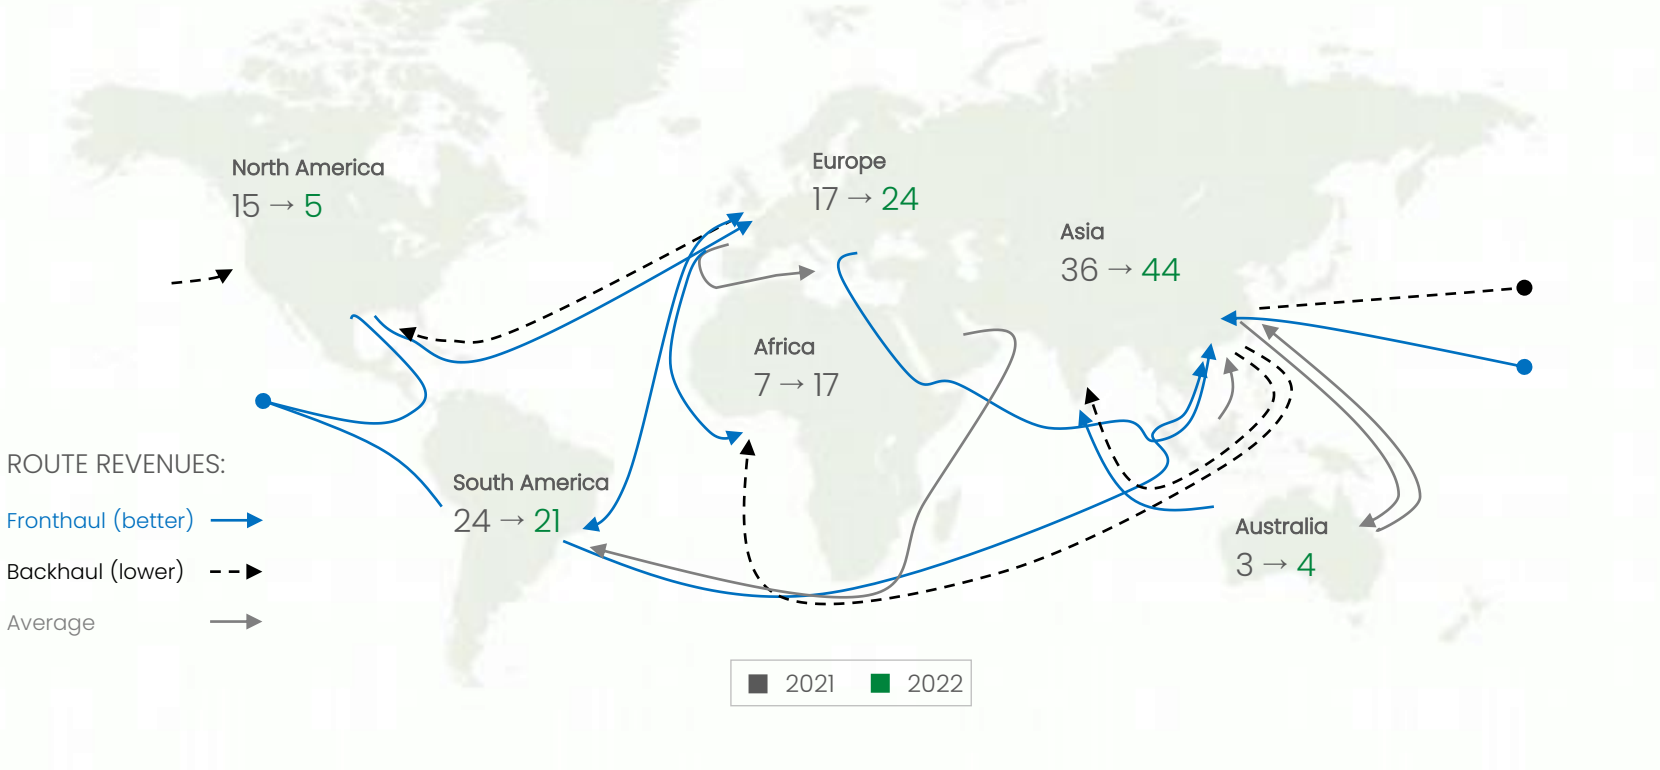 North America
15 → 5
Europe
17 → 24
Asia
36 → 44
Africa
7 → 17
South America
24 → 21
Australia
3 → 4
ROUTE REVENUES:
Fronthaul (better)
Backhaul (lower)
Average
2021
2022